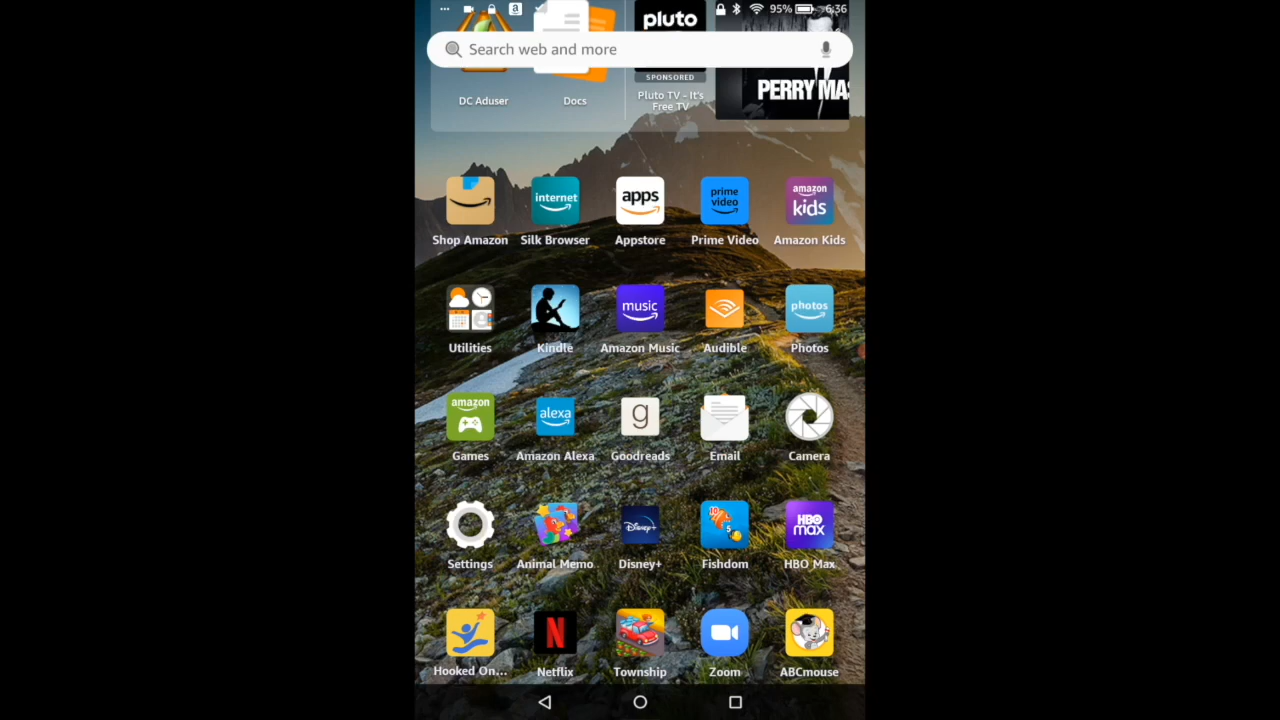 95% 6:36
pluto
Search web and more
SPONSORED
DC Aduser
Docs
Pluto TV - It's
Free TV
PERRY MA
internet
apps
prime
video
amazon
kids
Shop Amazon
Silk Browser
Appstore
Prime Video
Amazon Kids
music
photos
Utilities
Kindle
Amazon Music
Audible
Photos
amazon
alexa
g
Games
Amazon Alexa
Goodreads
Email
Camera
Disney+
HBO
max
Settings
Animal Memo
Disney+
Fishdom
HBO Max
N
Hooked On...
Netflix
Township
Zoom
ABCmouse